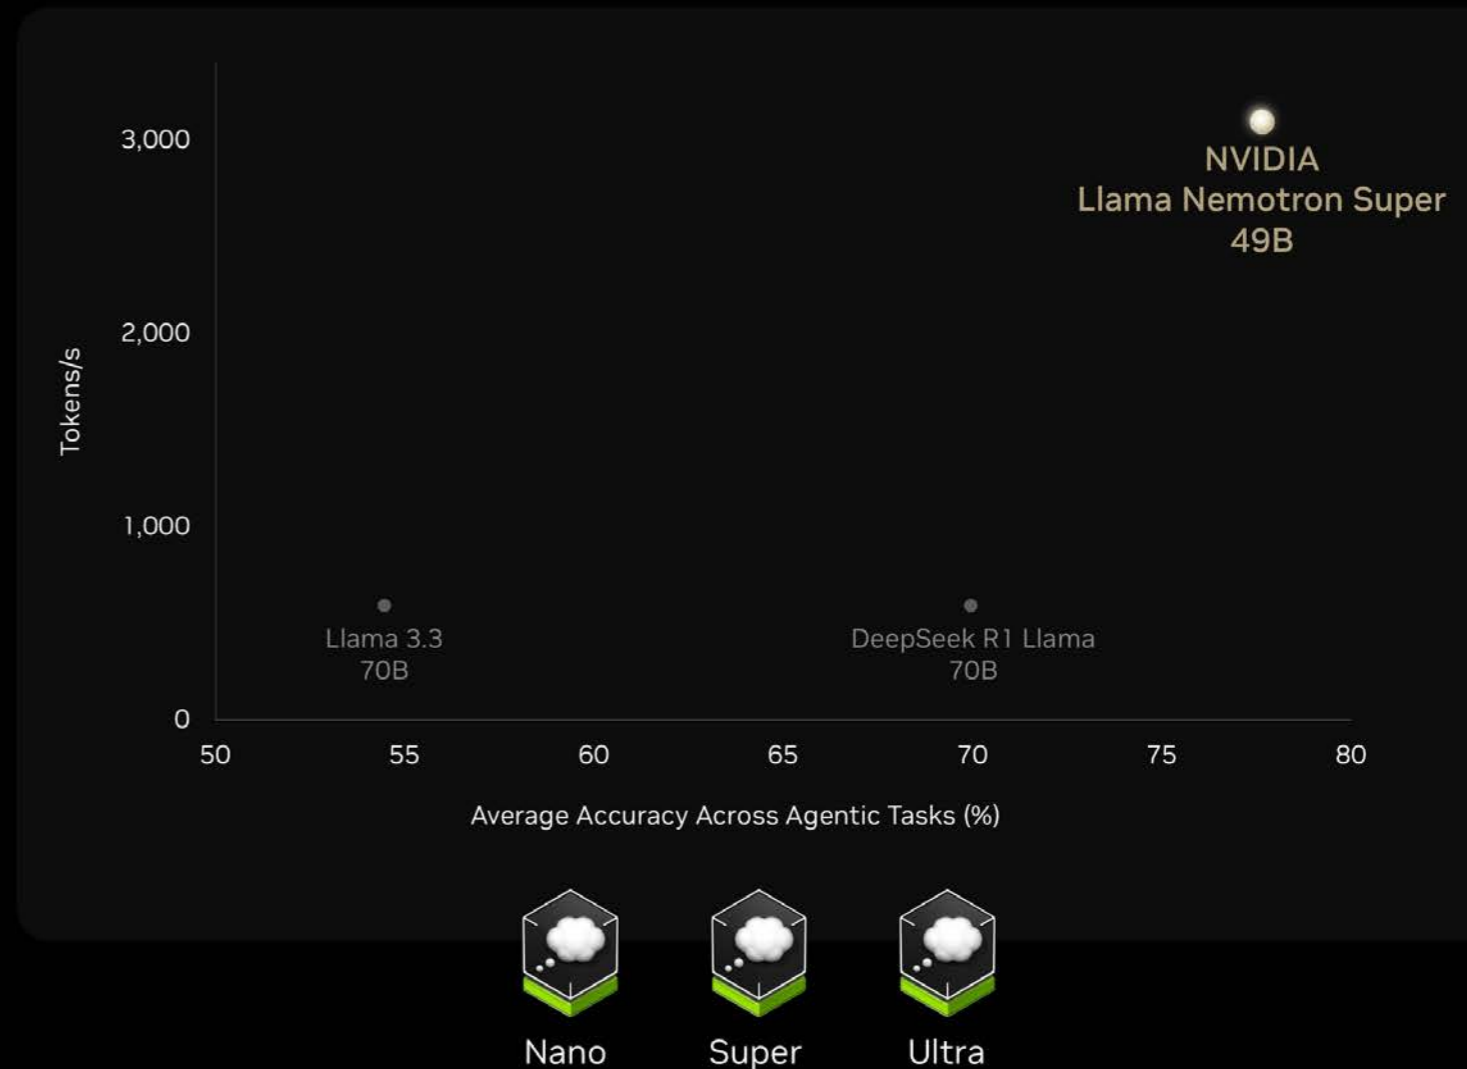 3,000
NVIDIA
Llama Nemotron Super
49B
2,000
Tokens/s
1,000
Llama 3.3
70B
DeepSeek R1 Llama
70B
0
50 55 60 65 70 75 80
Average Accuracy Across Agentic Tasks (%)
Nano Super Ultra